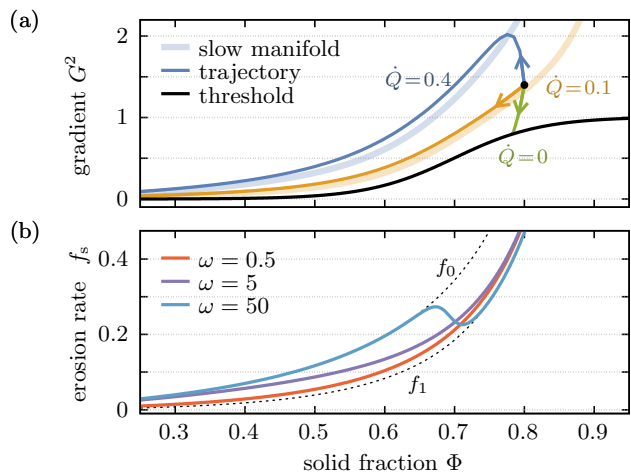 (a)
gradient G²
2
1
0
slow manifold
trajectory
threshold
Q̇ = 0.4
Q̇ = 0.1
Q̇ = 0
(b)
erosion rate fₛ
0.4
0.2
0
ω = 0.5
ω = 5
ω = 50
f₀
f₁
0.3 0.4 0.5 0.6 0.7 0.8 0.9
solid fraction Φ